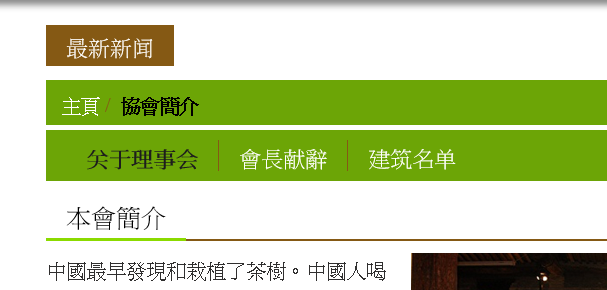 最新新闻
主頁 / 協會簡介
关于理事会 會長献辭 建筑名单
本會簡介
中國最早發現和栽植了茶樹。中國人喝